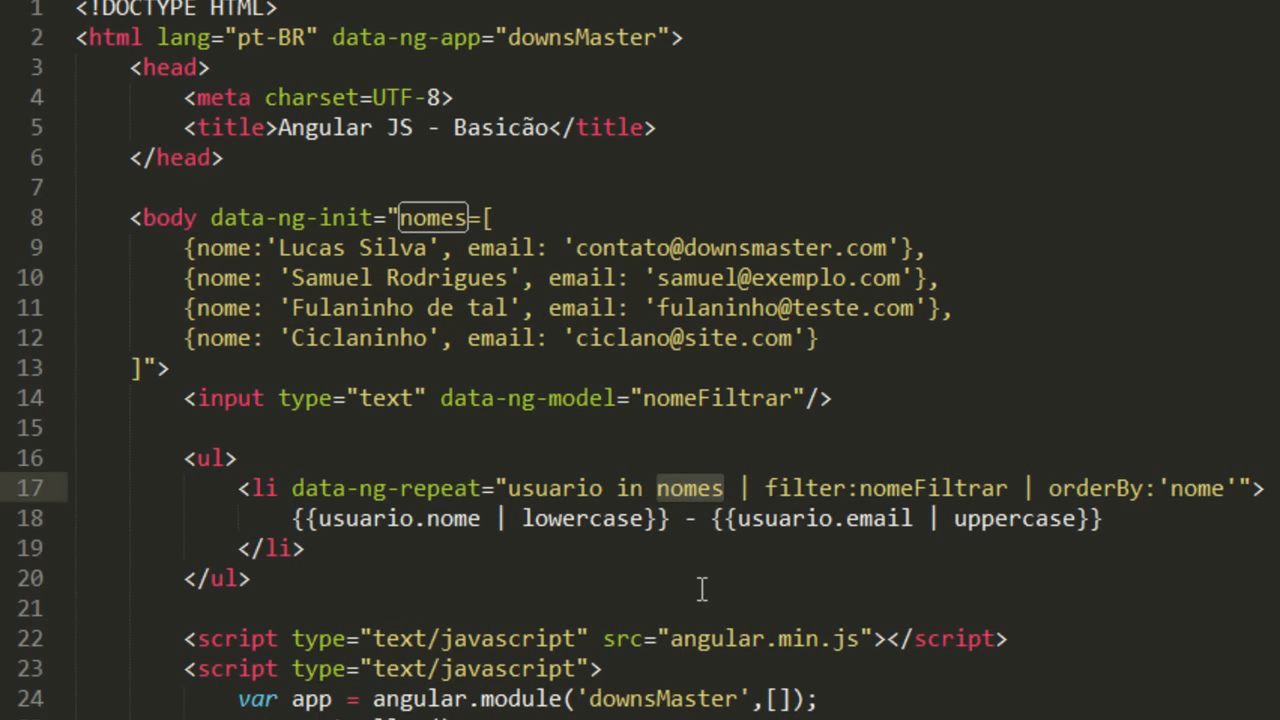 1 <!DOCTYPE HTML>
2 <html lang="pt-BR" data-ng-app="downsMaster">
3 <head>
4 <meta charset=UTF-8>
5 <title>Angular JS - Basicão</title>
6 </head>
7
8 <body data-ng-init="nomes=[
9 {nome:'Lucas Silva', email: 'contato@downsmaster.com'},
10 {nome: 'Samuel Rodrigues', email: 'samuel@exemplo.com'},
11 {nome: 'Fulaninho de tal', email: 'fulaninho@teste.com'},
12 {nome: 'Ciclaninho', email: 'ciclano@site.com'}
13 ]">
14 <input type="text" data-ng-model="nomeFiltrar"/>
15
16 <ul>
17 <li data-ng-repeat="usuario in nomes | filter:nomeFiltrar | orderBy:'nome'">
18 {{usuario.nome | lowercase}} - {{usuario.email | uppercase}}
19 </li>
20 </ul>
21
22 <script type="text/javascript" src="angular.min.js"></script>
23 <script type="text/javascript">
24 var app = angular.module('downsMaster',[]);